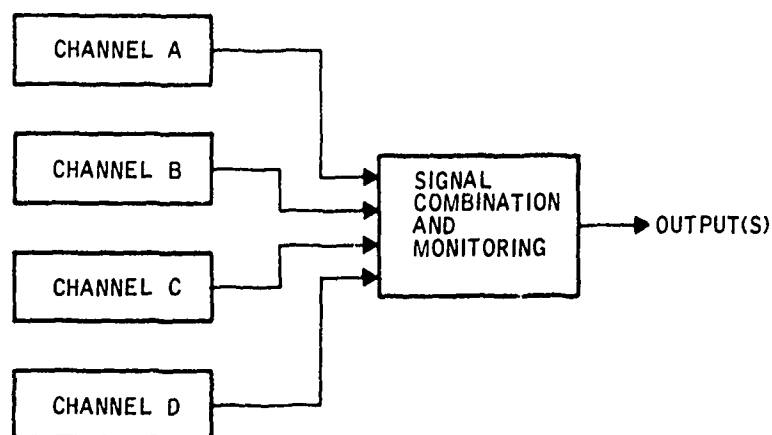 CHANNEL A
CHANNEL B
CHANNEL C
CHANNEL D
SIGNAL
COMBINATION
AND
MONITORING
OUTPUT(S)